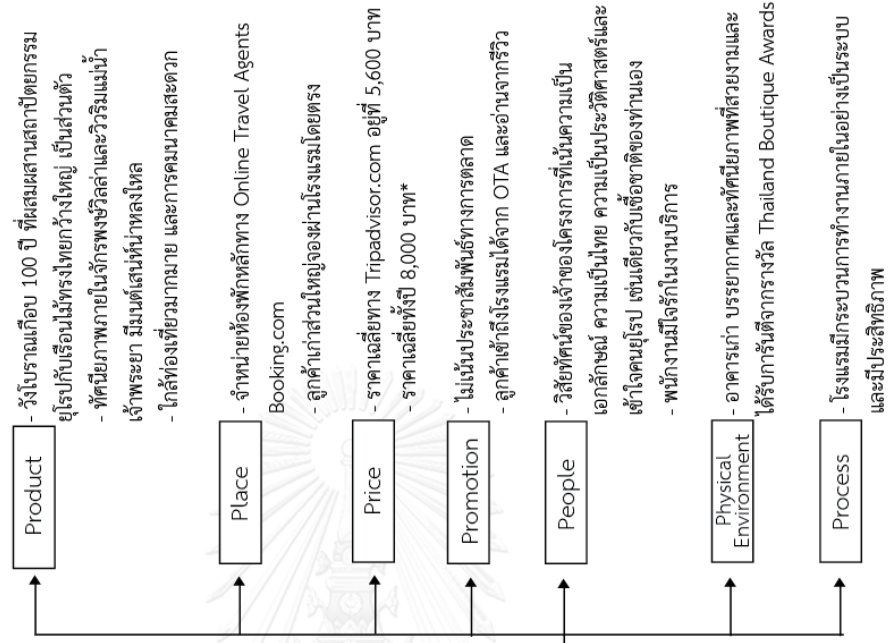 Product
- วังโบราณเกือบ 100 ปี ที่ผสมผสานสถาปัตยกรรม
ยุโรปกับเรือนไม้ทรงไทยกว้างใหญ่ เป็นส่วนตัว
- ทัศนียภาพภายในจักรพงษ์วิลล่าและวิวริมแม่น้ำ
เจ้าพระยา มีมนต์เสน่ห์น่าหลงใหล
- ใกล้ท่องเที่ยวมากมาย และการคมนาคมสะดวก
Place
- จำหน่ายห้องพักหลักทาง Online Travel Agents
Booking.com
- ลูกค้าเก่าส่วนใหญ่จองผ่านโรงแรมโดยตรง
Price
- ราคาเฉลี่ยทาง Tripadvisor.com อยู่ที่ 5,600 บาท
- ราคาเฉลี่ยทั้งปี 8,000 บาท*
Promotion
- ไม่เน้นประชาสัมพันธ์ทางการตลาด
- ลูกค้าเข้าถึงโรงแรมได้จาก OTA และอ่านจากรีวิว
People
- วิสัยทัศน์ของเจ้าของโครงการที่เน้นความเป็น
เอกลักษณ์ ความเป็นไทย ความเป็นประวัติศาสตร์และ
เข้าใจคนยุโรป เช่นเดียวกับเชื้อชาติของท่านเอง
- พนักงานมีใจรักในงานบริการ
Physical
Environment
- อาคารเก่า บรรยากาศและทัศนียภาพที่สวยงามและ
ได้รับการันตีจากรางวัล Thailand Boutique Awards
Process
- โรงแรมมีกระบวนการทำงานภายในอย่างเป็นระบบ
และมีประสิทธิภาพ